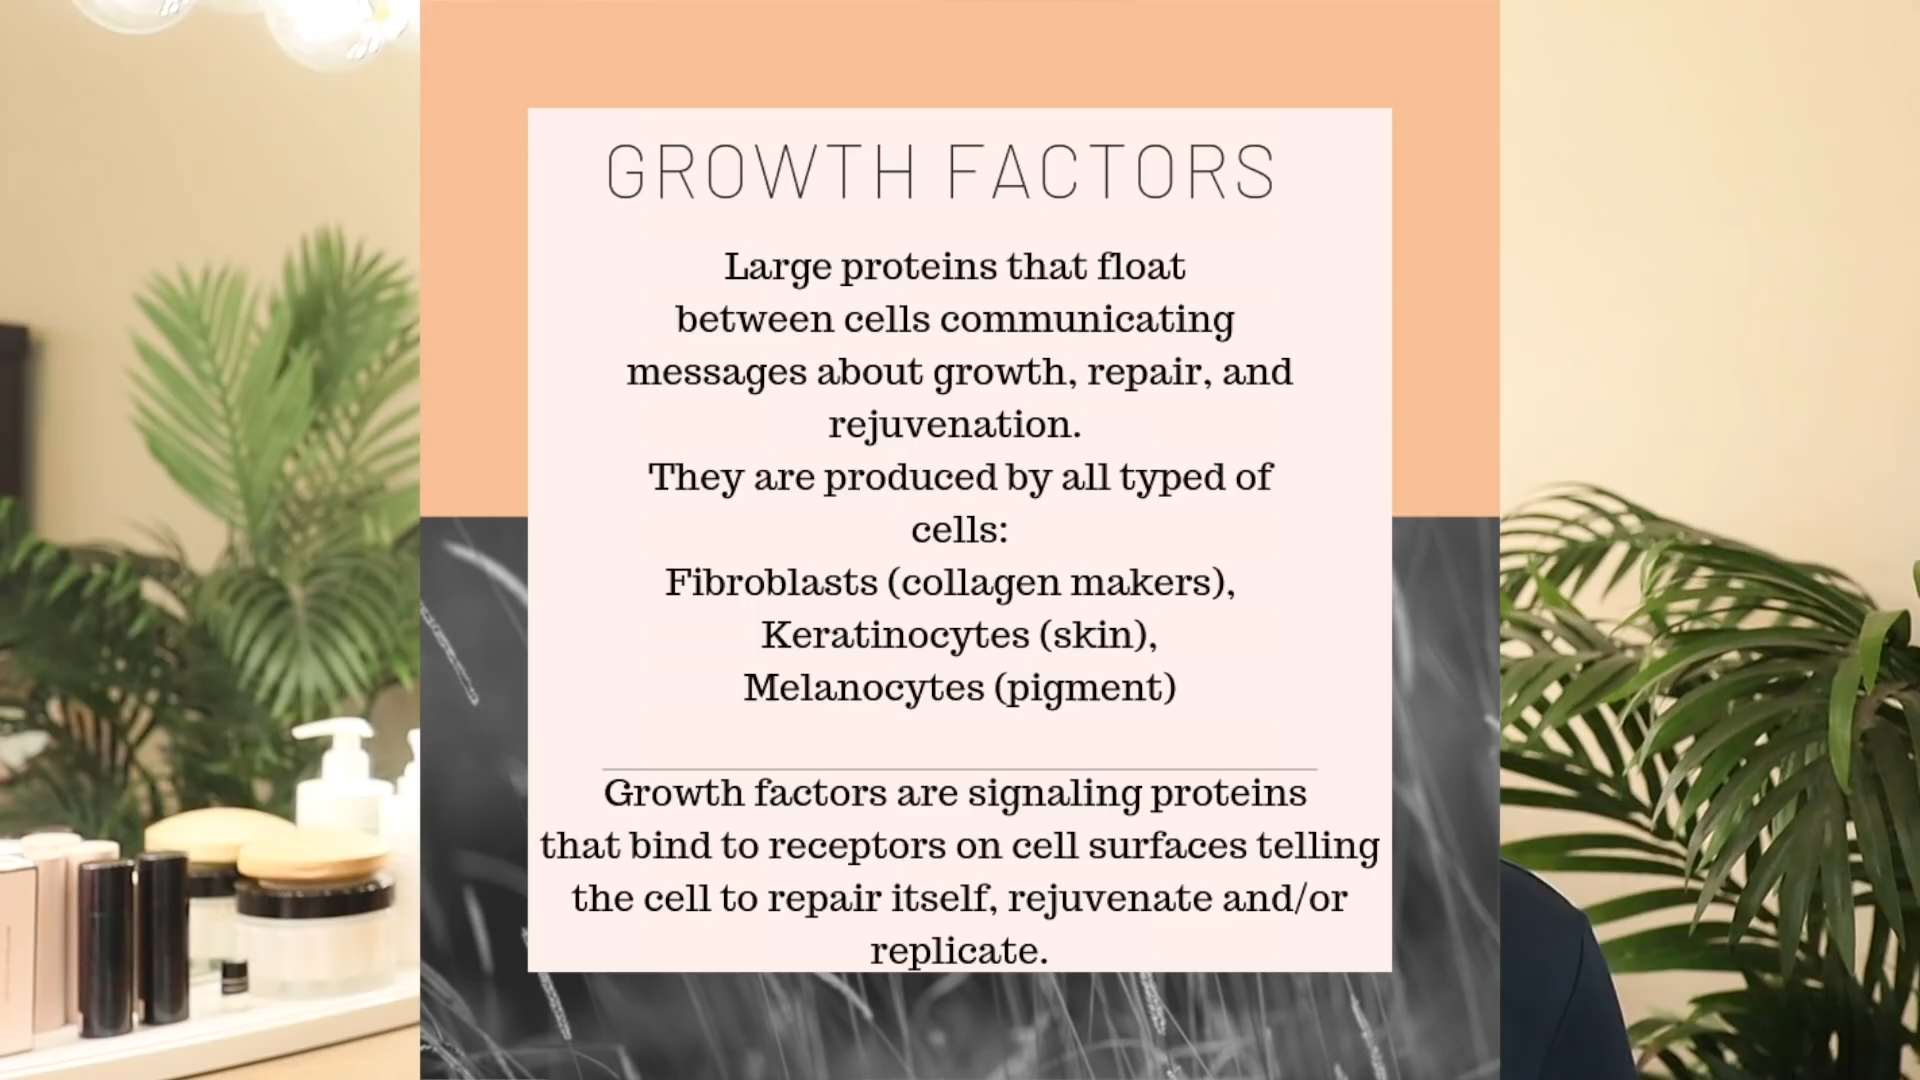 GROWTH FACTORS
Large proteins that float
between cells communicating
messages about growth, repair, and
rejuvenation.
They are produced by all typed of
cells:
Fibroblasts (collagen makers),
Keratinocytes (skin),
Melanocytes (pigment)
Growth factors are signaling proteins
that bind to receptors on cell surfaces telling
the cell to repair itself, rejuvenate and/or
replicate.